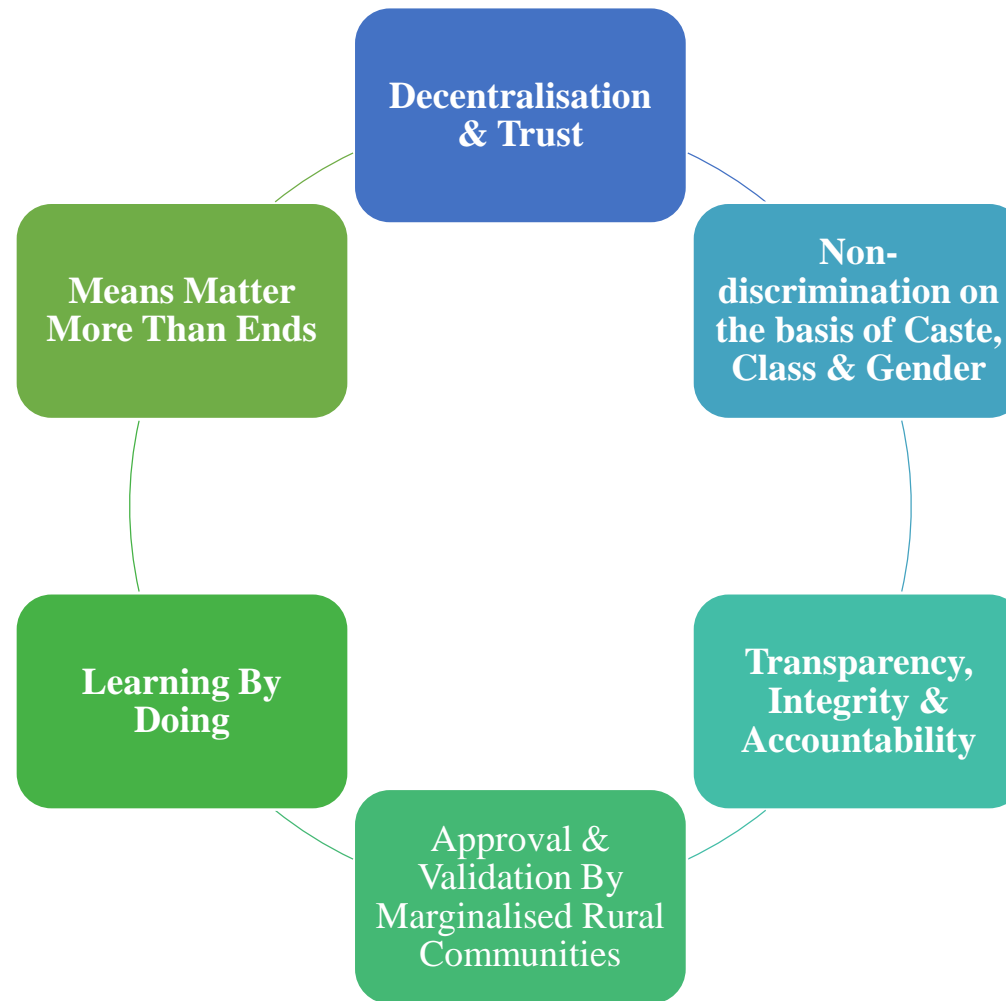 Decentralisation
& Trust
Non-
discrimination on
the basis of Caste,
Class & Gender
Transparency,
Integrity &
Accountability
Approval &
Validation By
Marginalised Rural
Communities
Learning By
Doing
Means Matter
More Than Ends